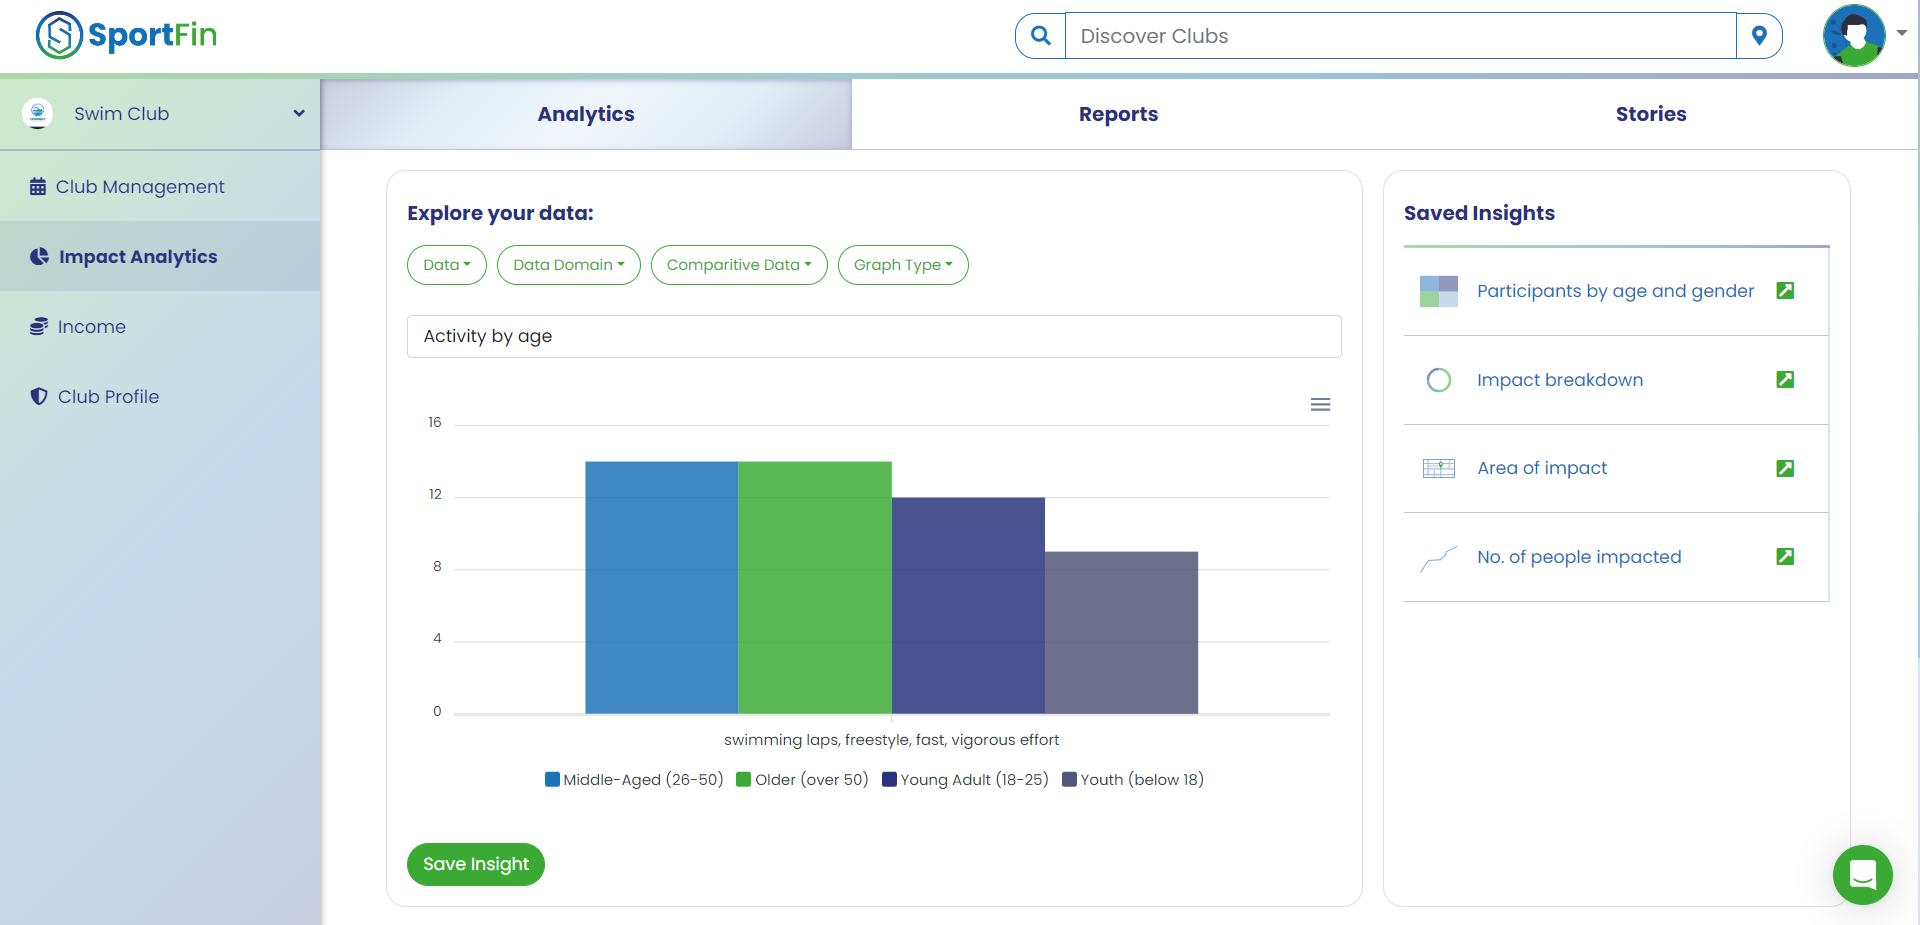 SportFin
Discover Clubs
Swim Club
Analytics
Reports
Stories
Club Management
Impact Analytics
Income
Club Profile
Explore your data:
Data
Data Domain
Comparitive Data
Graph Type
Activity by age
16
12
8
4
0
swimming laps, freestyle, fast, vigorous effort
Middle-Aged (26-50)
Older (over 50)
Young Adult (18-25)
Youth (below 18)
Save Insight
Saved Insights
Participants by age and gender
Impact breakdown
Area of impact
No. of people impacted